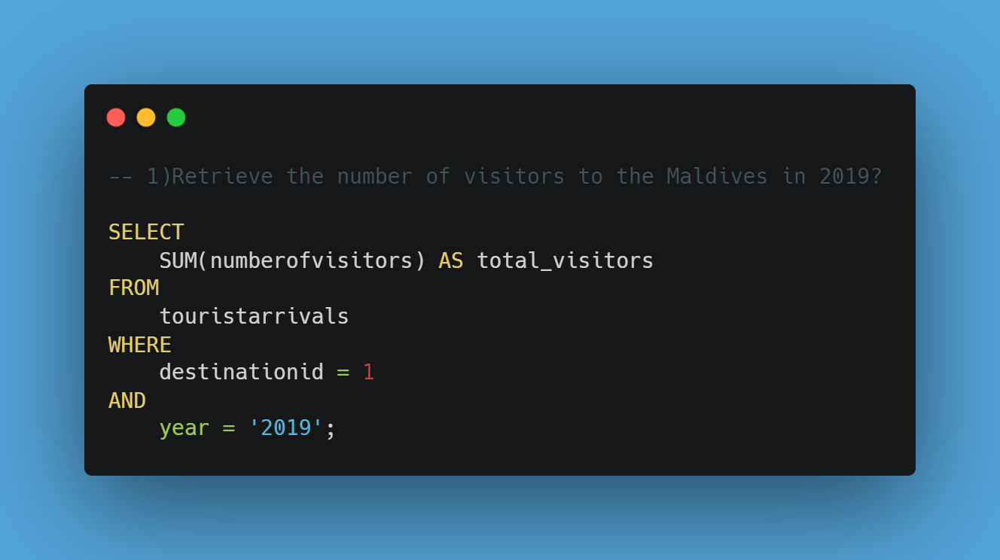 -- 1)Retrieve the number of visitors to the Maldives in 2019?
SELECT
    SUM(numberofvisitors) AS total_visitors
FROM
    touristarrivals
WHERE
    destinationid = 1
AND
    year = '2019';